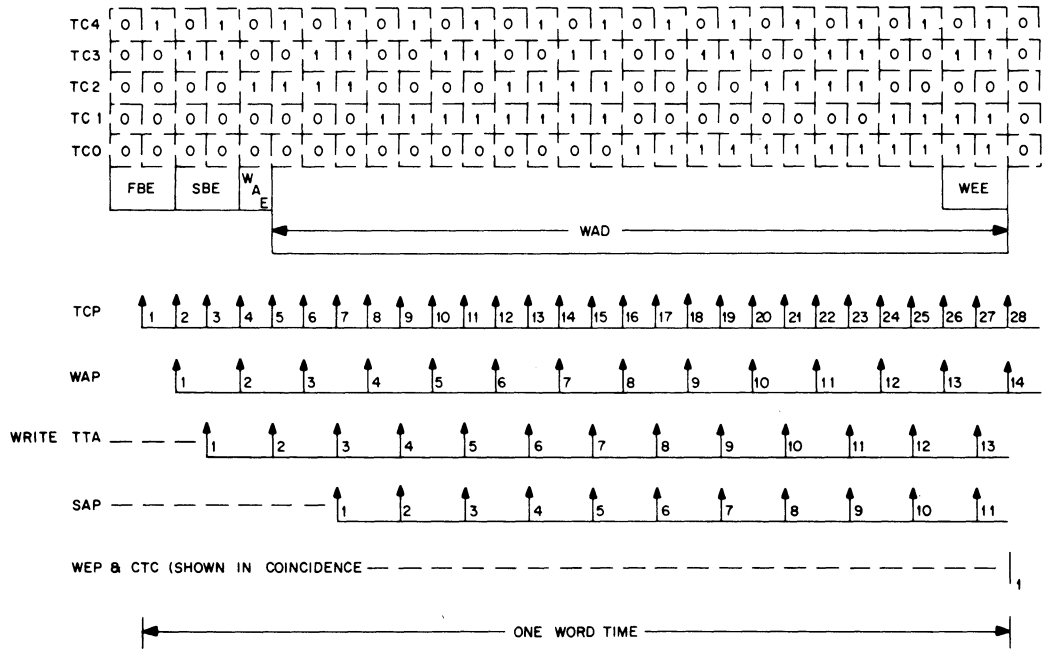 TC4 0 1 0 1 0 1 0 1 0 1 0 1 0 1 0 1 0 1 0 1 0 1 0 1 0 1 0 1 0
TC3 0 0 1 1 0 0 1 1 0 0 1 1 0 0 1 1 0 0 1 1 0 0 1 1 0 0 1 1 0
TC2 0 0 0 0 1 1 1 1 0 0 0 0 1 1 1 1 0 0 0 0 1 1 1 1 0 0 0 0 0
TC1 0 0 0 0 0 0 0 0 1 1 1 1 1 1 1 1 0 0 0 0 0 0 0 0 1 1 1 1 0
TC0 0 0 0 0 0 0 0 0 0 0 0 0 0 0 0 0 1 1 1 1 1 1 1 1 1 1 1 1 0
FBE SBE WAE WEE
WAD
TCP 1 2 3 4 5 6 7 8 9 10 11 12 13 14 15 16 17 18 19 20 21 22 23 24 25 26 27 28
WAP 1 2 3 4 5 6 7 8 9 10 11 12 13 14
WRITE TTA 1 2 3 4 5 6 7 8 9 10 11 12 13
SAP 1 2 3 4 5 6 7 8 9 10 11
WEP & CTC (SHOWN IN COINCIDENCE 1
ONE WORD TIME